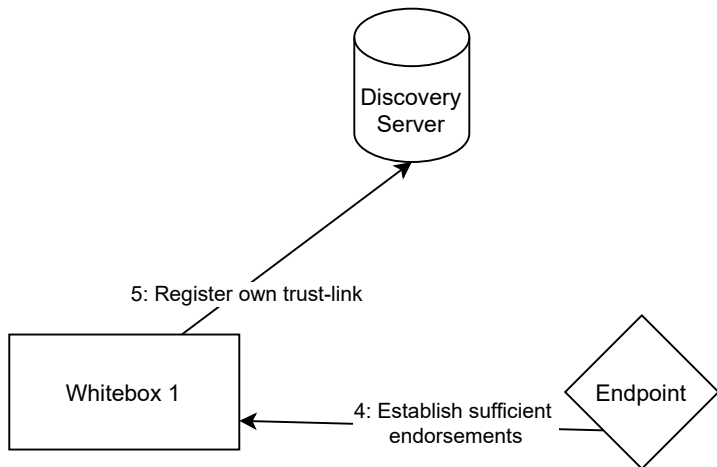 Discovery
Server
5: Register own trust-link
Whitebox 1
4: Establish sufficient
endorsements
Endpoint